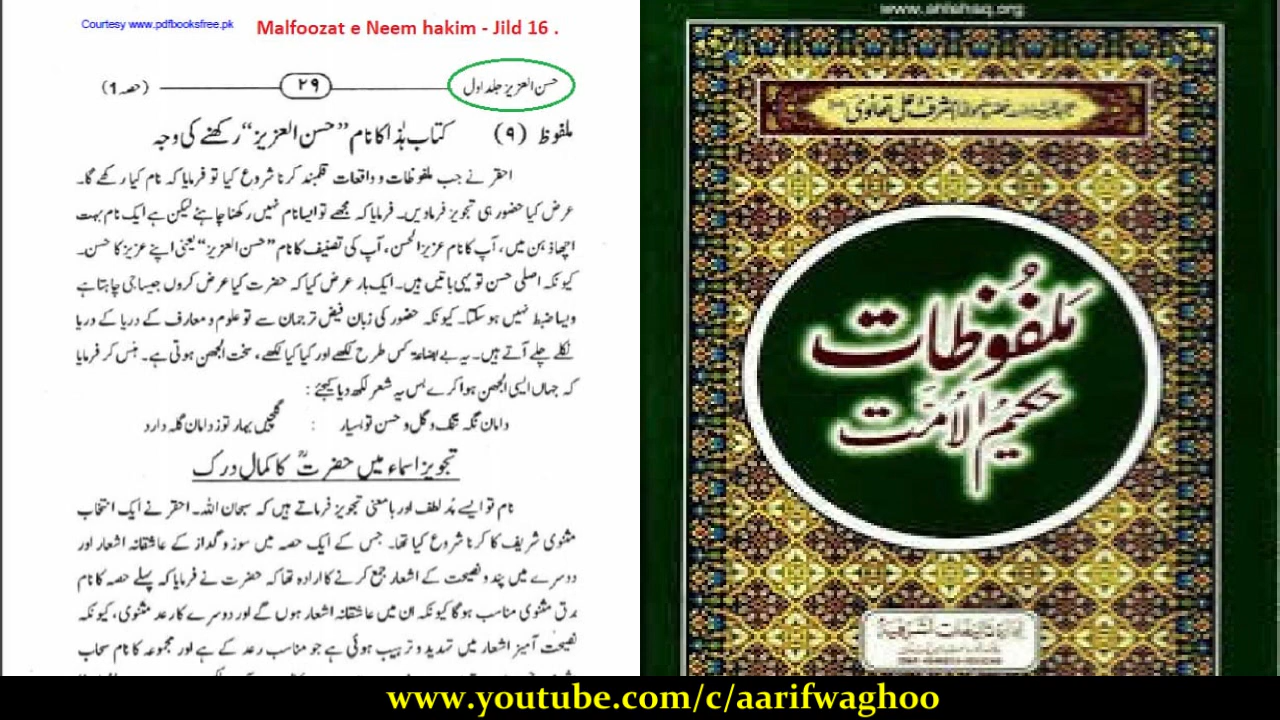 Courtesy www.pdfbooksfree.pk
Malfoozat e Neem hakim - Jild 16 .
حسن العزیز جلد اول
۲۹
(حصہ 1)
ملفوظ (۹) کتاب ہٰذا کا نام ”حسن العزیز“ رکھنے کی وجہ
احقر نے جب ملفوظات و واقعات قلمبند کرنا شروع کیا تو فرمایا کہ نام کیا رکھے گا۔
عرض کیا حضور ہی تجویز فرمادیں۔ فرمایا کہ مجھے تو ایسا نام نہیں رکھنا چاہئے لیکن ہے ایک نام بہت
اچھا ذہن میں، آپ کا نام عزیز الحسن، آپ کی تصنیف کا نام ”حسن العزیز“ یعنی اپنے عزیز کا حسن۔
کیونکہ اصلی حسن تو یہی باتیں ہیں۔ ایک بار عرض کیا کہ حضرت کیا عرض کروں جیسا جی چاہتا ہے
ویسا ضبط نہیں ہو سکتا۔ کیونکہ حضور کی زبان فیض ترجمان سے تو علوم و معارف کے دریا کے دریا
نکلے چلے آتے ہیں۔ یہ بے بضاعۃ کس طرح لکھے اور کیا کیا لکھے، سخت الجھن ہوتی ہے۔ ہنس کر فرمایا
کہ جہاں ایسی الجھن ہوا کرے بس یہ شعر لکھ دیا کیجئے :
دامان نگہ تنگ و گل و حسن تو بسیار : گلچیں بہار تو ز دامان گلہ دارد
تجویز اسماء میں حضرتؒ کا کمال درک
نام تو ایسے پُر لطف اور بامعنی تجویز فرماتے ہیں کہ سبحان اللہ۔ احقر نے ایک انتخاب
مثنوی شریف کا کرنا شروع کیا تھا۔ جس کے ایک حصہ میں سوز و گداز کے عاشقانہ اشعار اور
دوسرے میں پند و نصیحت کے اشعار جمع کرنے کا ارادہ تھا کہ حضرت نے فرمایا کہ پہلے حصہ کا نام
برق مثنوی مناسب ہوگا کیونکہ ان میں عاشقانہ اشعار ہوں گے اور دوسرے کا رعد مثنوی، کیونکہ
نصیحت آمیز اشعار میں تہدید و ترہیب ہوئی ہے جو مناسب رعد کے ہے اور مجموعہ کا نام سحاب
www.ahlehaq.org
اشرف علی تھانوی
ملفوظات
حکیم الامت
ادارہ تالیفات اشرفیہ
www.youtube.com/c/aarifwaghoo